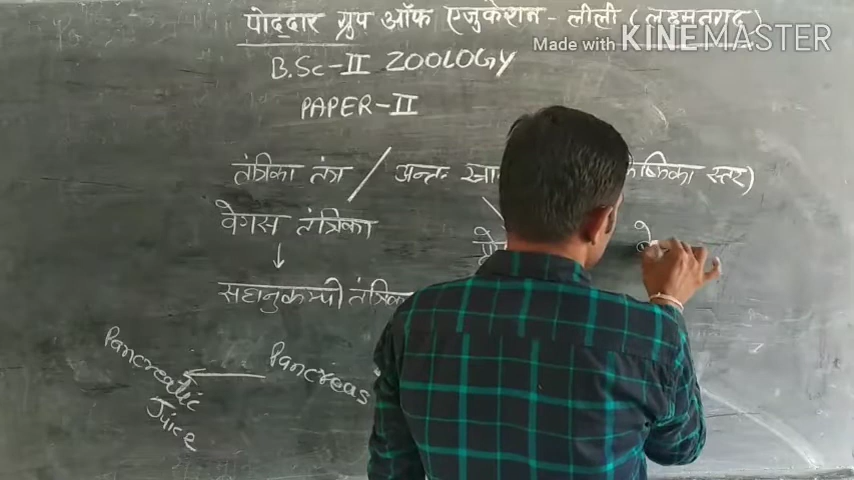 पोद्दार ग्रुप ऑफ एजुकेशन - लीली (लक्ष्मनगढ़)
Made with KINEMASTER
B.Sc-II ZOOLOGY
PAPER-II
तंत्रिका तंत्र / अन्तः स्तर)
वेगस तंत्रिका
↓
सहानुकम्पी तंत्रिका
Pancreatic Juice ← Pancreas